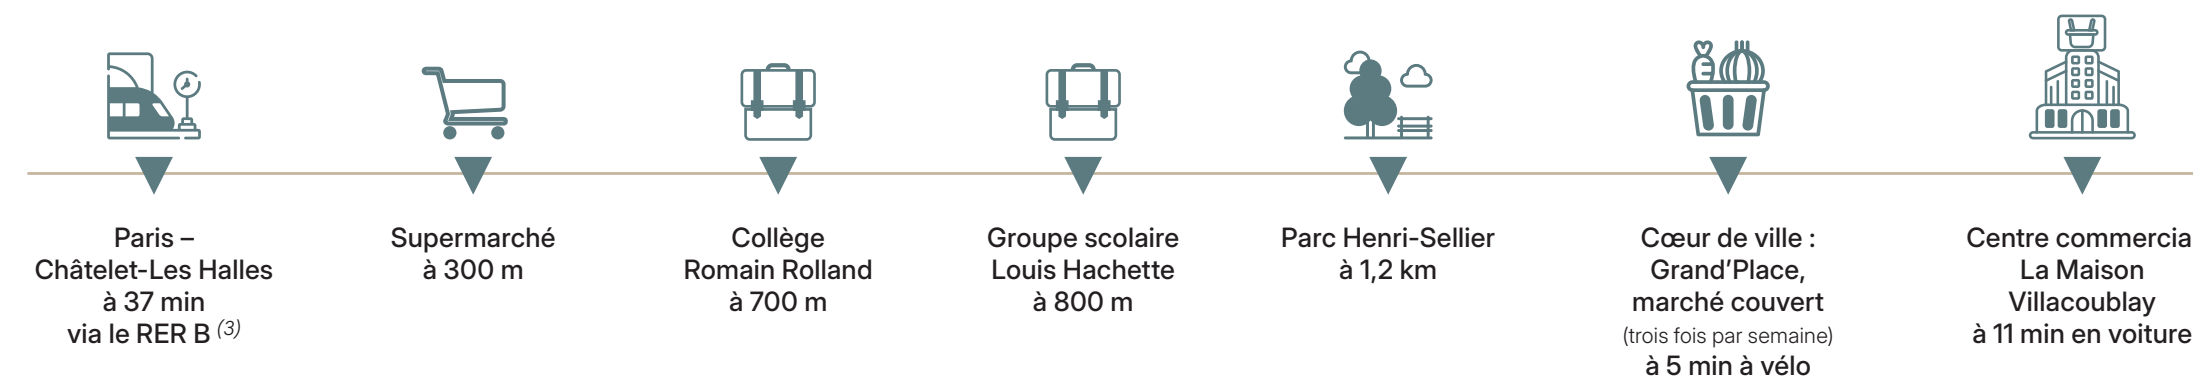 Paris –
Châtelet-Les Halles
à 37 min
via le RER B (3)
Supermarché
à 300 m
Collège
Romain Rolland
à 700 m
Groupe scolaire
Louis Hachette
à 800 m
Parc Henri-Sellier
à 1,2 km
Cœur de ville :
Grand’Place,
marché couvert
(trois fois par semaine)
à 5 min à vélo
Centre commercia
La Maison
Villacoublay
à 11 min en voiture